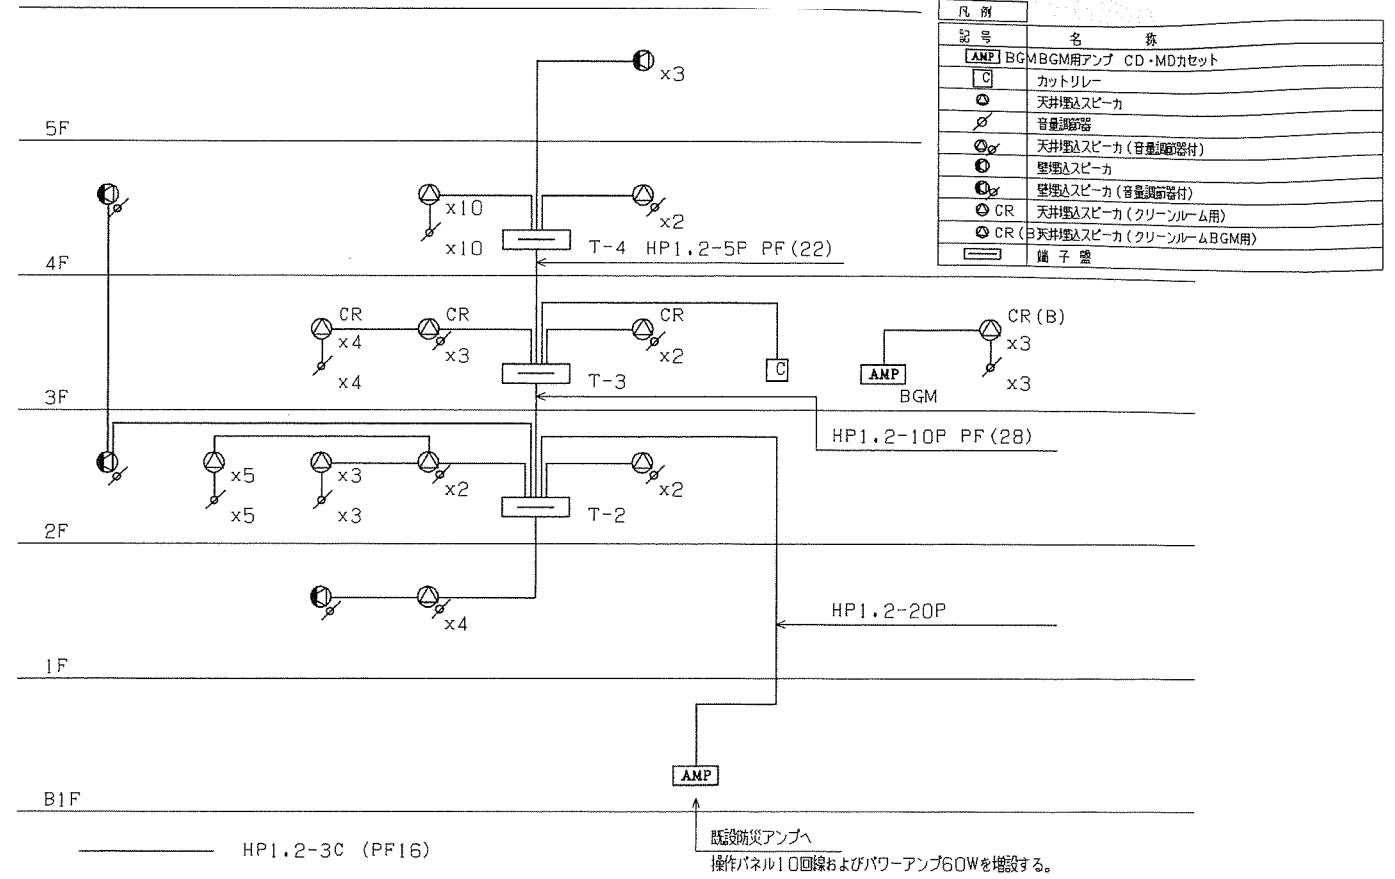 凡 例
記 号 名 称
AMP BGM BGM用アンプ CD・MDカセット
C カットリレー
天井埋込スピーカ
音量調節器
天井埋込スピーカ(音量調節器付)
壁埋込スピーカ
壁埋込スピーカ(音量調節器付)
CR 天井埋込スピーカ(クリーンルーム用)
CR(B 天井埋込スピーカ(クリーンルームBGM用)
端 子 盤
x3
5F
x10
x10
x2
T-4 HP1.2-5P PF(22)
4F
CR
x4
x4
CR
x3
CR
x2
C
T-3
AMP
BGM
CR(B)
x3
x3
3F
HP1.2-10P PF(28)
x5
x5
x3
x3
x2
x2
T-2
2F
x4
HP1.2-20P
1F
AMP
B1F
HP1.2-3C (PF16)
既設防災アンプへ
操作パネル10回線およびパワーアンプ60Wを増設する。